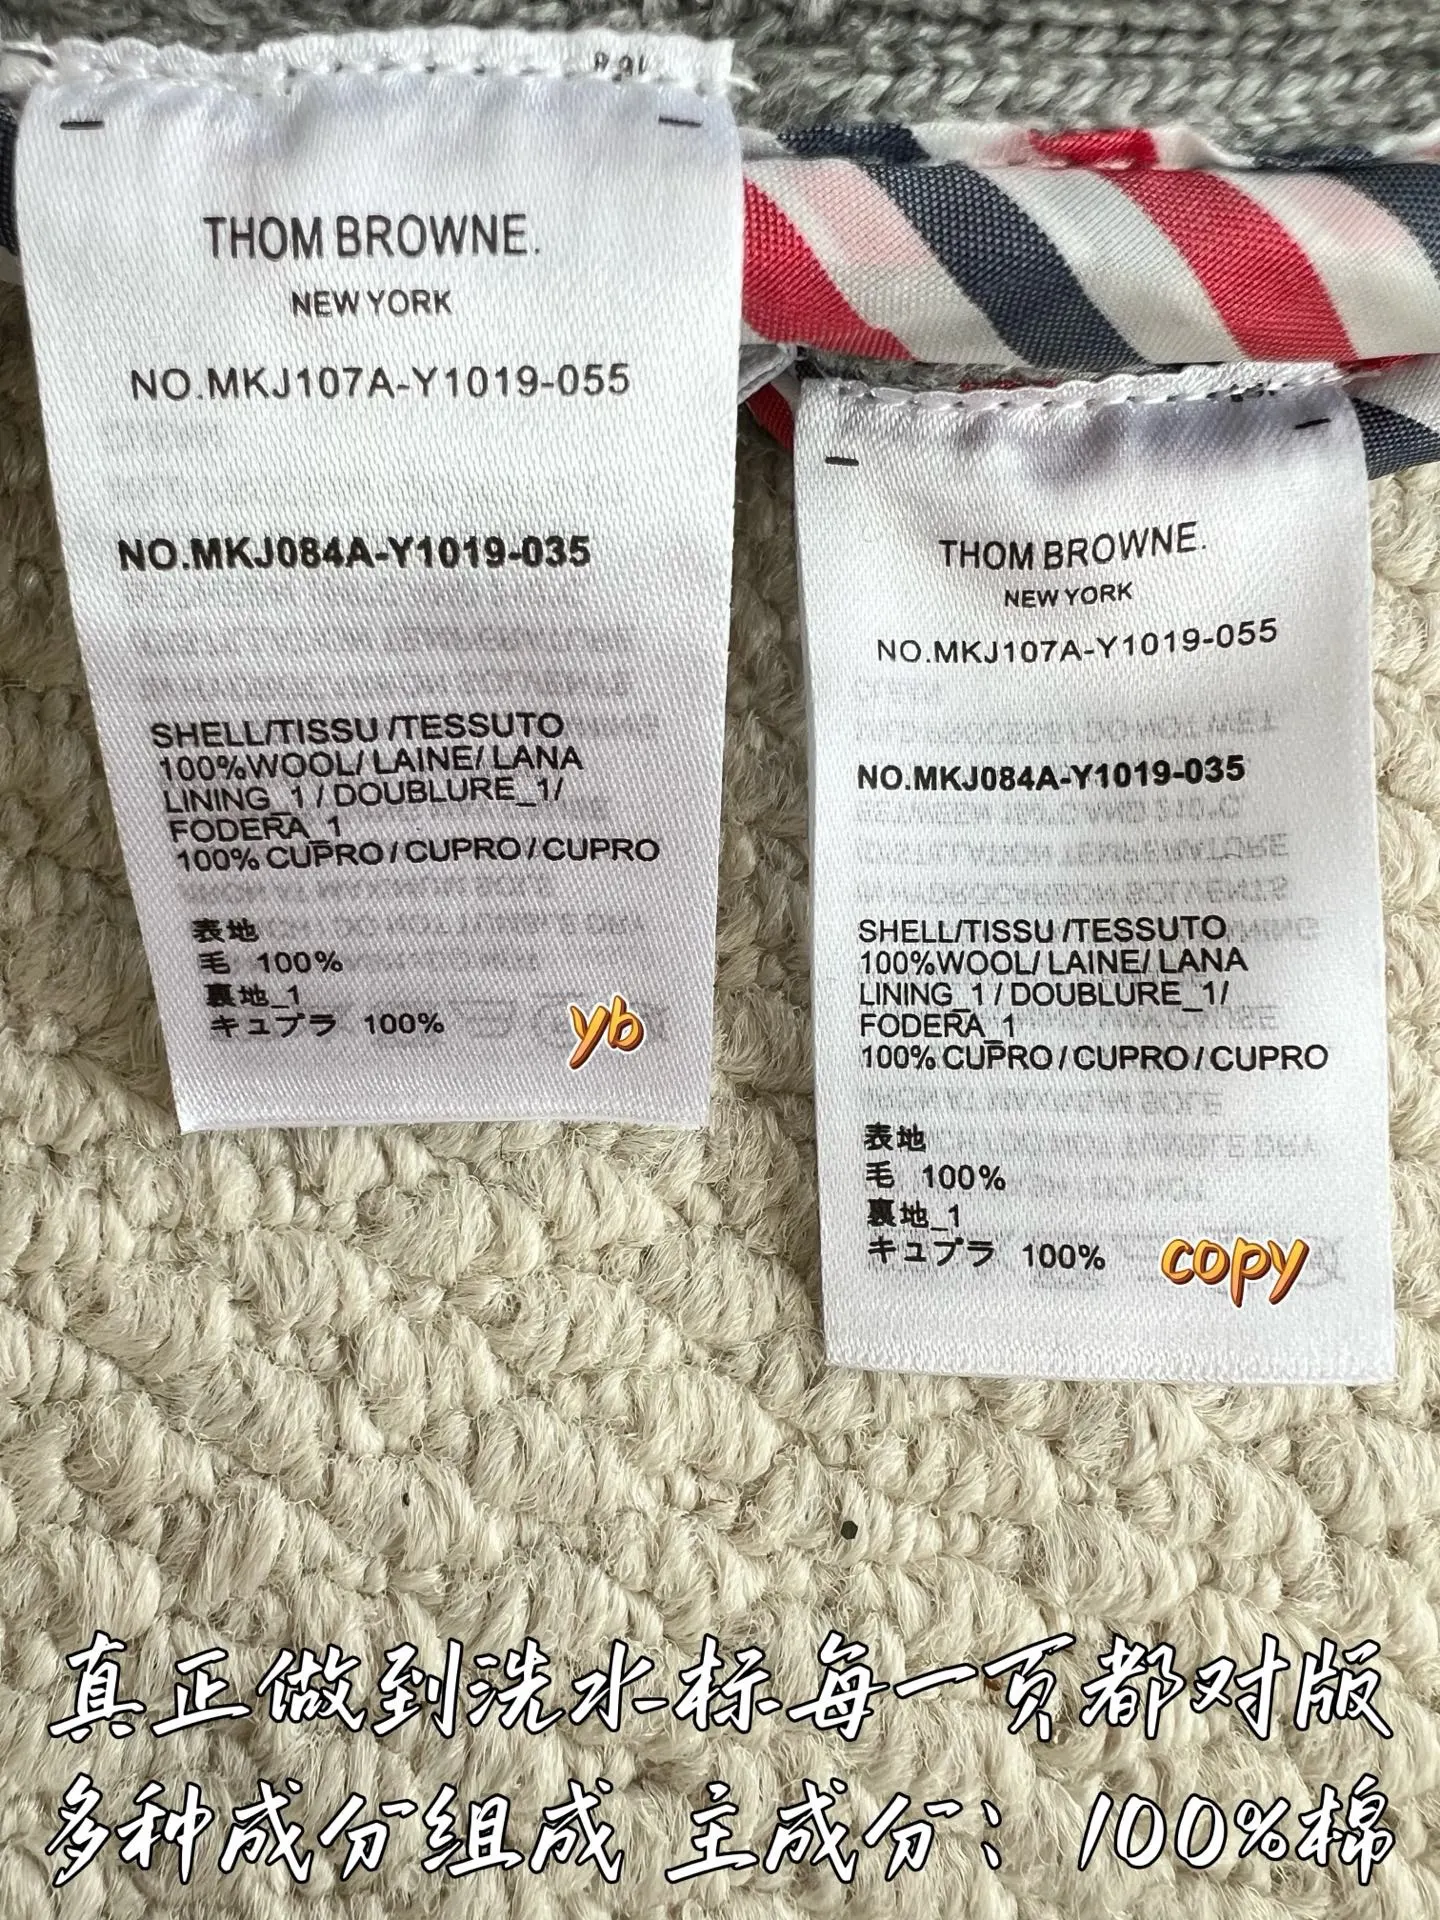 THOM BROWNE.
NEW YORK
NO.MKJ107A-Y1019-055
NO.MKJ084A-Y1019-035
SHELL/TISSU /TESSUTO
100%WOOL/ LAINE/ LANA
LINING_1 / DOUBLURE_1/
FODERA_1
100% CUPRO / CUPRO / CUPRO
表地
毛 100%
裏地_1
キュプラ 100%
yb
THOM BROWNE.
NEW YORK
NO.MKJ107A-Y1019-055
NO.MKJ084A-Y1019-035
SHELL/TISSU /TESSUTO
100%WOOL/ LAINE/ LANA
LINING_1 / DOUBLURE_1/
FODERA_1
100% CUPRO / CUPRO / CUPRO
表地
毛 100%
裏地_1
キュプラ 100%
copy
真正做到洗水标每一页都对版
多种成分组成 主成分：100%棉